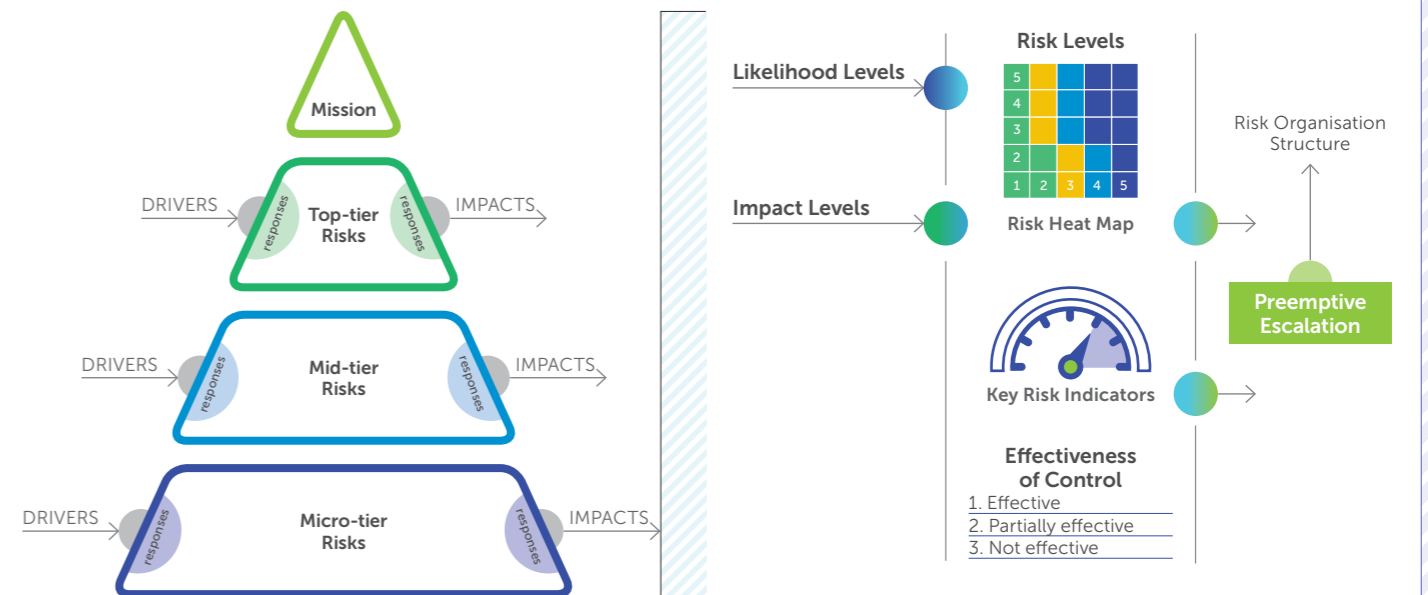 Mission
DRIVERS
responses
Top-tier
Risks
responses
IMPACTS
DRIVERS
responses
Mid-tier
Risks
responses
IMPACTS
DRIVERS
responses
Micro-tier
Risks
responses
IMPACTS
Likelihood Levels
Impact Levels
Risk Levels
5
4
3
2
1 2 3 4 5
Risk Heat Map
Key Risk Indicators
Effectiveness
of Control
1. Effective
2. Partially effective
3. Not effective
Risk Organisation
Structure
Preemptive
Escalation